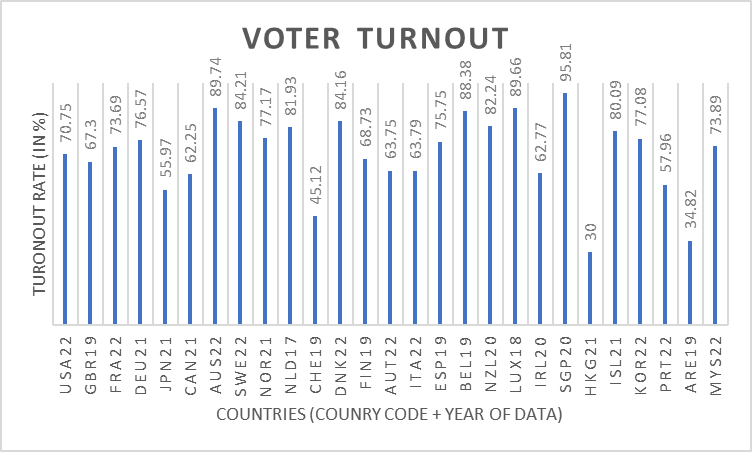 VOTER TURNOUT
TURONOUT RATE (IN %)
70.75
67.3
73.69
76.57
55.97
62.25
89.74
84.21
77.17
81.93
45.12
84.16
68.73
63.75
63.79
75.75
88.38
82.24
89.66
62.77
95.81
30
80.09
77.08
57.96
34.82
73.89
USA22
GBR19
FRA22
DEU21
JPN21
CAN21
AUS22
SWE22
NOR21
NLD17
CHE19
DNK22
FIN19
AUT22
ITA22
ESP19
BEL19
NZL20
LUX18
IRL20
SGP20
HKG21
ISL21
KOR22
PRT22
ARE19
MYS22
COUNTRIES (COUNRY CODE + YEAR OF DATA)